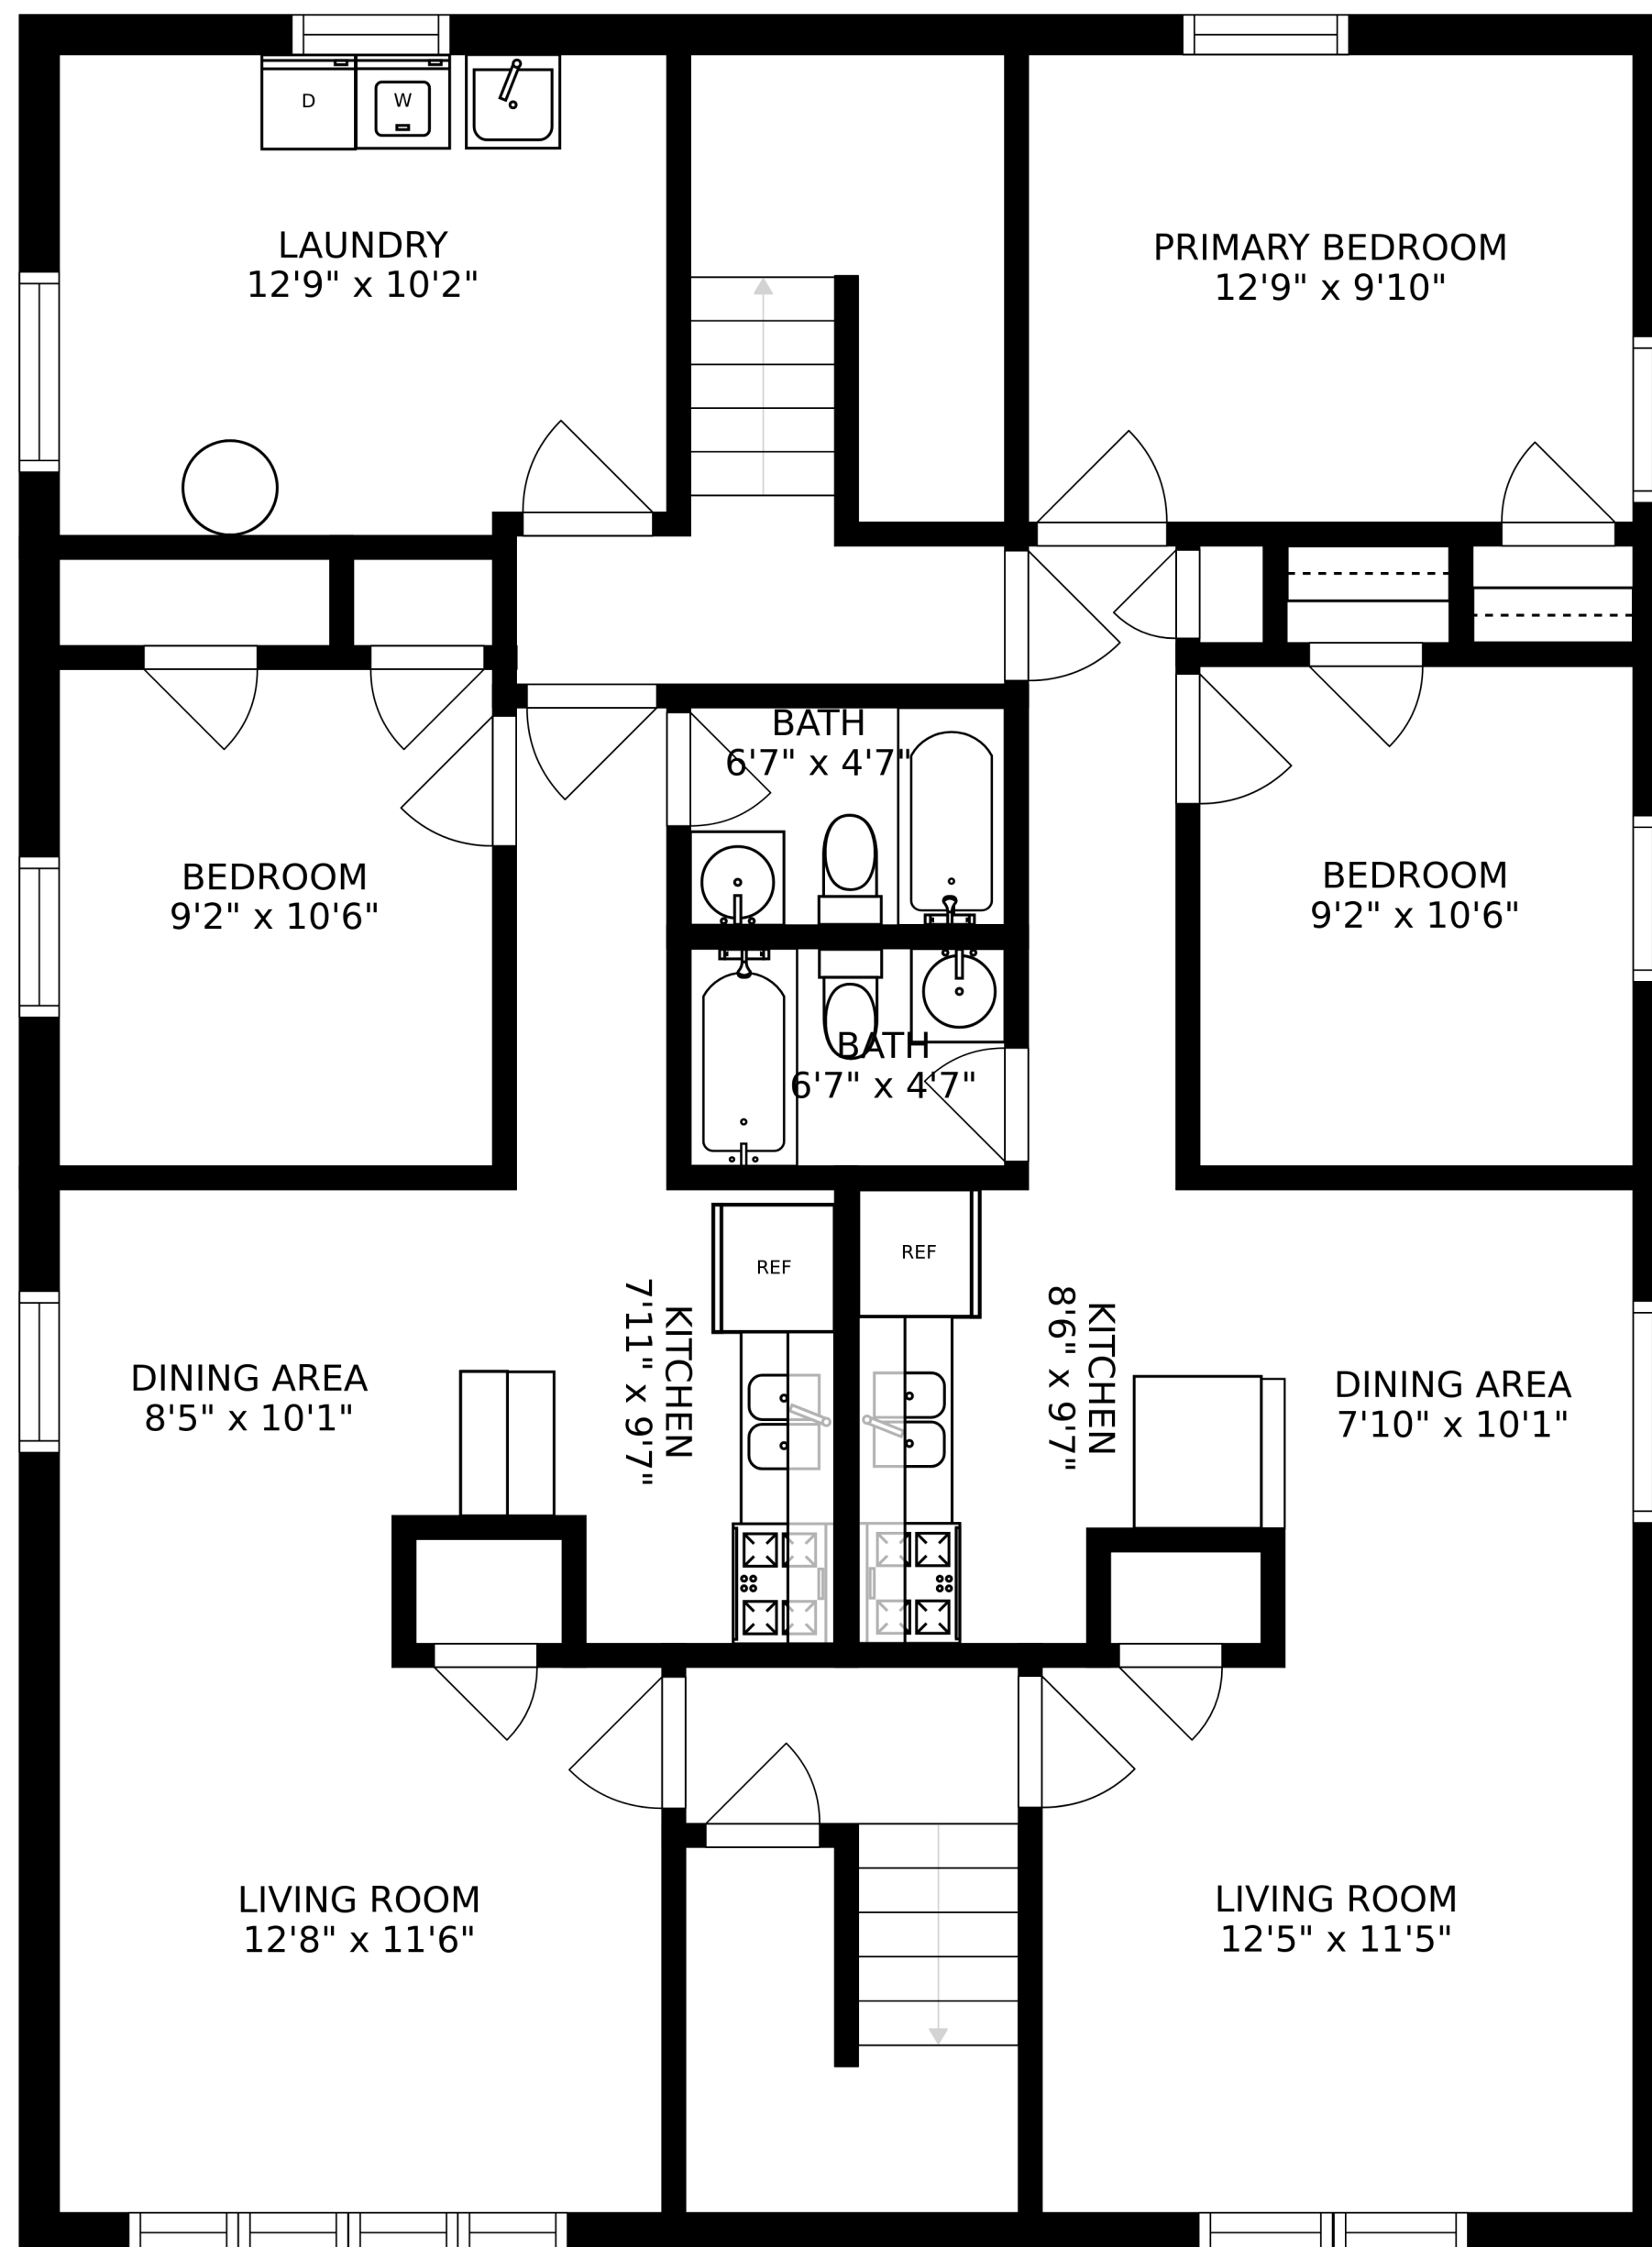 D
W
LAUNDRY
12'9" x 10'2"
PRIMARY BEDROOM
12'9" x 9'10"
BATH
6'7" x 4'7"
BEDROOM
9'2" x 10'6"
BEDROOM
9'2" x 10'6"
BATH
6'7" x 4'7"
REF
REF
KITCHEN
7'11" x 9'7"
KITCHEN
8'6" x 9'7"
DINING AREA
8'5" x 10'1"
DINING AREA
7'10" x 10'1"
LIVING ROOM
12'8" x 11'6"
LIVING ROOM
12'5" x 11'5"